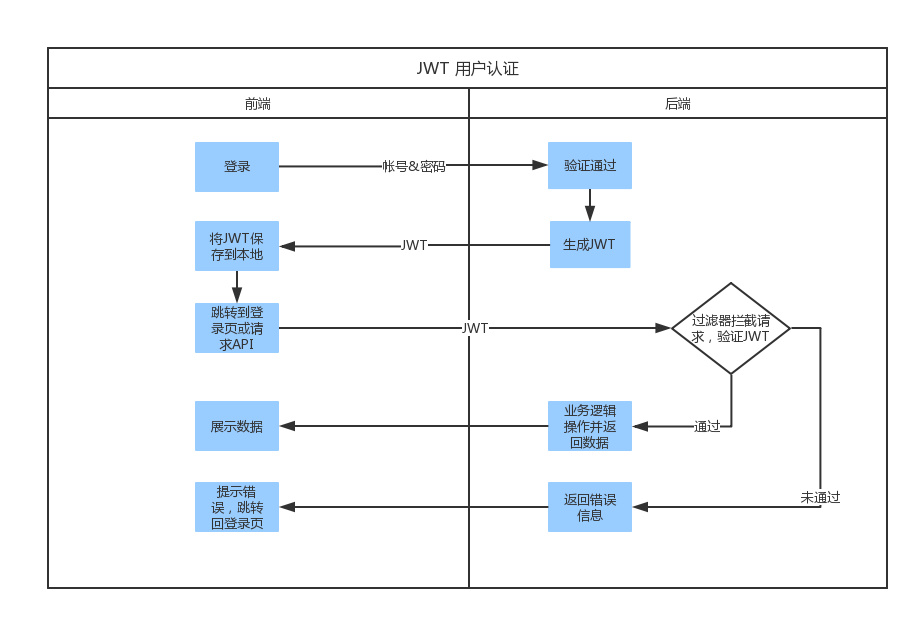 JWT 用户认证
前端
后端
登录
帐号&密码
验证通过
将JWT保
存到本地
JWT
生成JWT
跳转到登
录页或请
求API
JWT
过滤器拦截请
求，验证JWT
展示数据
业务逻辑
操作并返
回数据
通过
未通过
提示错
误，跳转
回登录页
返回错误
信息